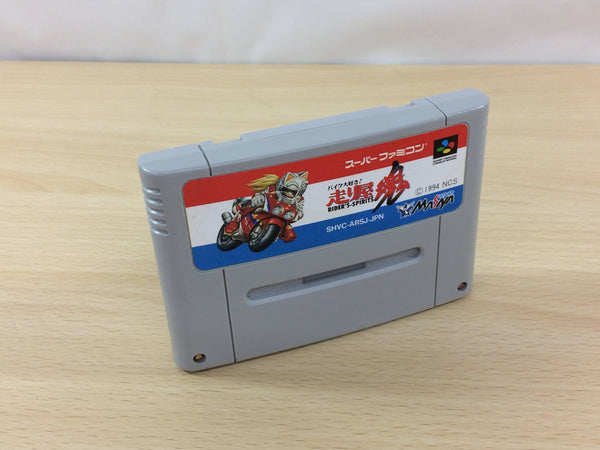 スーパーファミコン
バイク大好き!
走り屋魂
RIDER'S-SPIRITS
© 1994 NCS
SHVC-ARSJ-JPN
Masaya